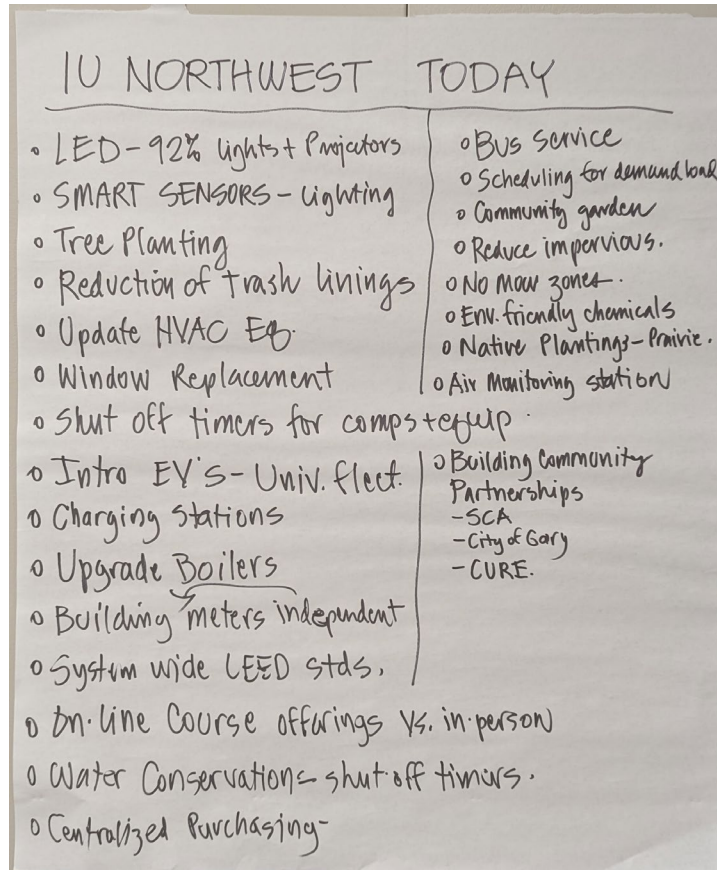 IU NORTHWEST TODAY
o LED - 92% Lights + Projectors
o SMART SENSORS - Lighting
o Tree Planting
o Reduction of trash linings
o Update HVAC Eq.
o Window Replacement
o Shut off timers for comps + equip.
o Intro EV's - Univ. fleet.
o Charging Stations
o Upgrade Boilers
o Building meters independent
o System wide LEED stds.
o On-line Course offerings vs. in-person
o Water Conservation - shut-off timers.
o Centralized Purchasing -
o Bus Service
o Scheduling for demand load
o Community garden
o Reduce impervious.
o No mow zones.
o Env. friendly chemicals
o Native Plantings - Prairie.
o Air Monitoring Station
o Building Community
Partnerships
- SCA
- City of Gary
- CURE.